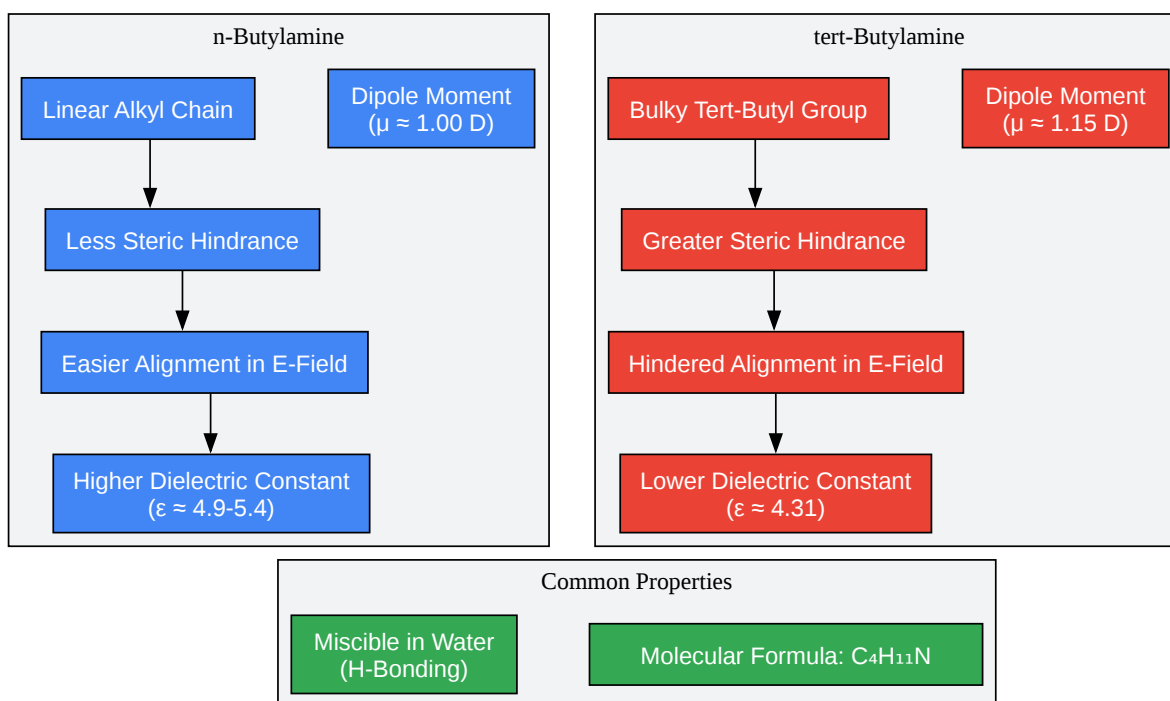 n-Butylamine
Linear Alkyl Chain
Dipole Moment
(μ ≈ 1.00 D)
Less Steric Hindrance
Easier Alignment in E-Field
Higher Dielectric Constant
(ε ≈ 4.9-5.4)
tert-Butylamine
Bulky Tert-Butyl Group
Dipole Moment
(μ ≈ 1.15 D)
Greater Steric Hindrance
Hindered Alignment in E-Field
Lower Dielectric Constant
(ε ≈ 4.31)
Common Properties
Miscible in Water
(H-Bonding)
Molecular Formula: C₄H₁₁N